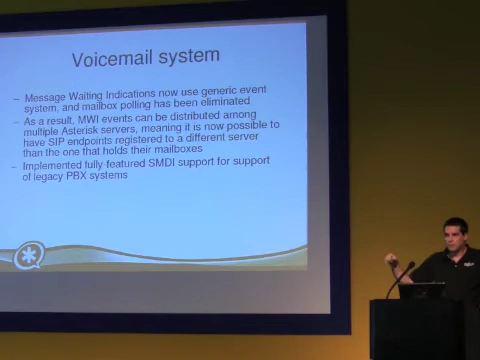 Voicemail system
– Message Waiting Indications now use generic event
system, and mailbox polling has been eliminated
– As a result, MWI events can be distributed among
multiple Asterisk servers, meaning it is now possible to
have SIP endpoints registered to a different server
than the one that holds their mailboxes
– Implemented fully-featured SMDI support for support
of legacy PBX systems